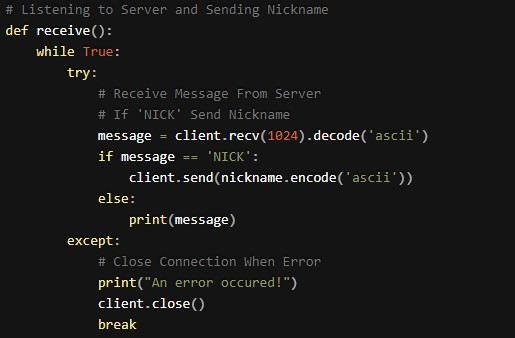 # Listening to Server and Sending Nickname
def receive():
    while True:
        try:
            # Receive Message From Server
            # If 'NICK' Send Nickname
            message = client.recv(1024).decode('ascii')
            if message == 'NICK':
                client.send(nickname.encode('ascii'))
            else:
                print(message)
        except:
            # Close Connection When Error
            print("An error occured!")
            client.close()
            break